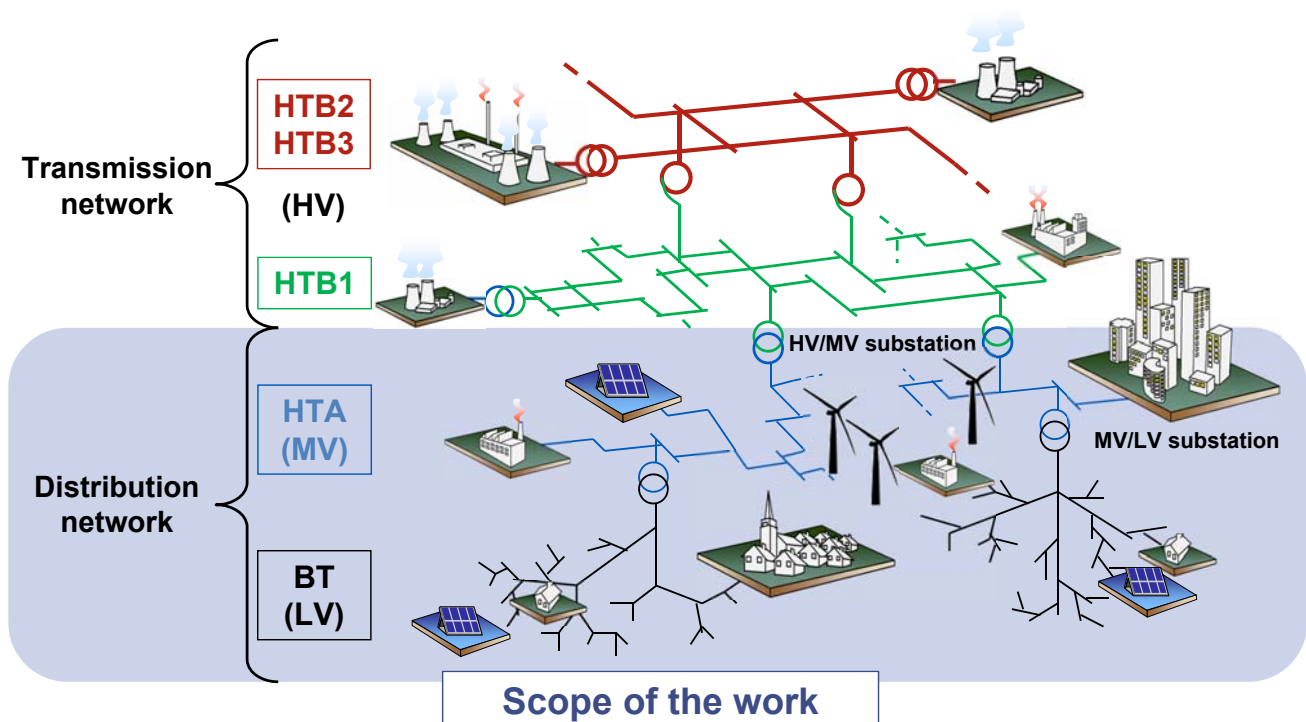 HTB2
HTB3
Transmission
network
(HV)
HTB1
HV/MV substation
HTA
(MV)
MV/LV substation
Distribution
network
BT
(LV)
Scope of the work